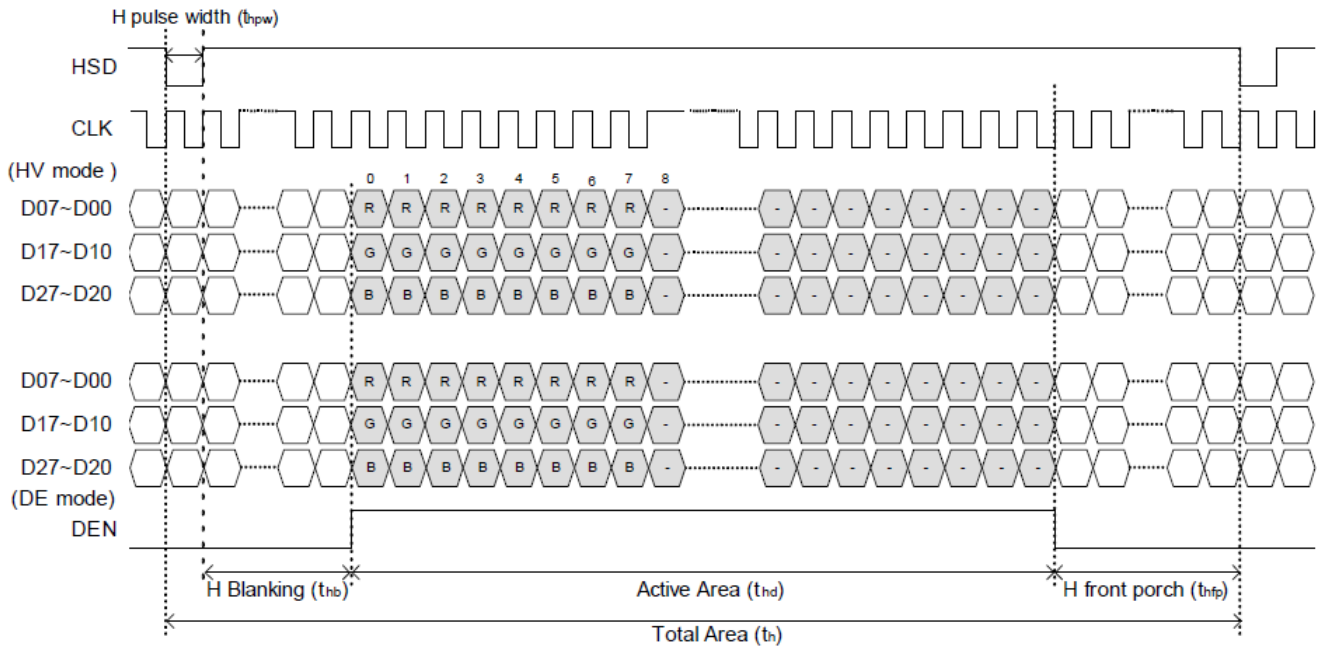 H pulse width (thpw)
HSD
CLK
(HV mode )
0 1 2 3 4 5 6 7 8
D07~D00 R R R R R R R R - - - - - - - - -
D17~D10 G G G G G G G G - - - - - - - - -
D27~D20 B B B B B B B B - - - - - - - - -
D07~D00 R R R R R R R R - - - - - - - - -
D17~D10 G G G G G G G G - - - - - - - - -
D27~D20 B B B B B B B B - - - - - - - - -
(DE mode)
DEN
H Blanking (thb) Active Area (thd) H front porch (thfp)
Total Area (th)